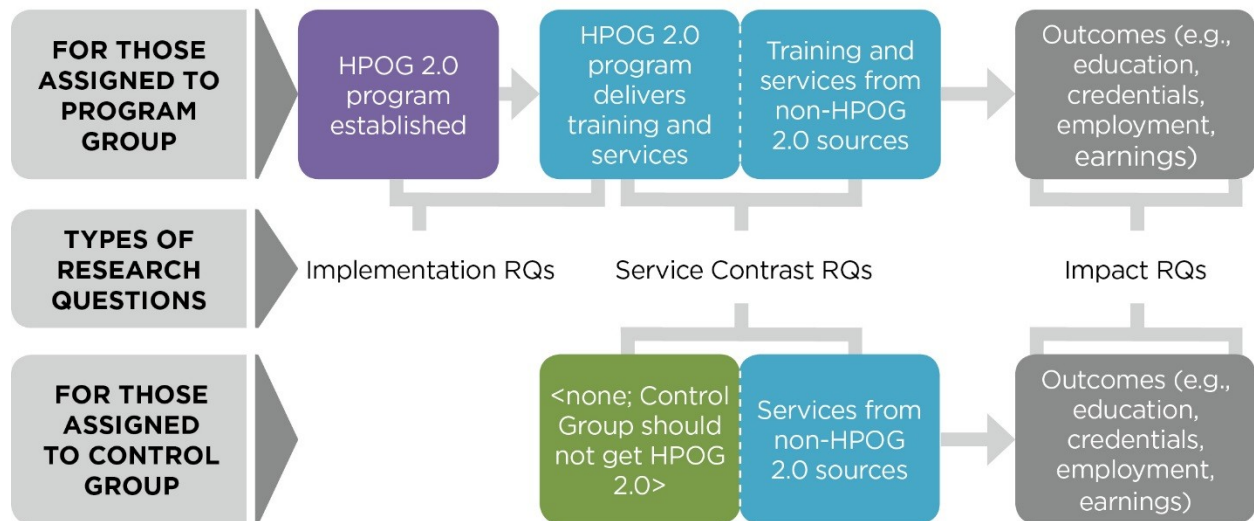 FOR THOSE
ASSIGNED TO
PROGRAM
GROUP
HPOG 2.0
program
established
HPOG 2.0
program
delivers
training and
services
Training and
services from
non-HPOG
2.0 sources
Outcomes (e.g.,
education,
credentials,
employment,
earnings)
TYPES OF
RESEARCH
QUESTIONS
Implementation RQs
Service Contrast RQs
Impact RQs
FOR THOSE
ASSIGNED
TO CONTROL
GROUP
<none; Control
Group should
not get HPOG
2.0>
Services from
non-HPOG
2.0 sources
Outcomes (e.g.,
education,
credentials,
employment,
earnings)